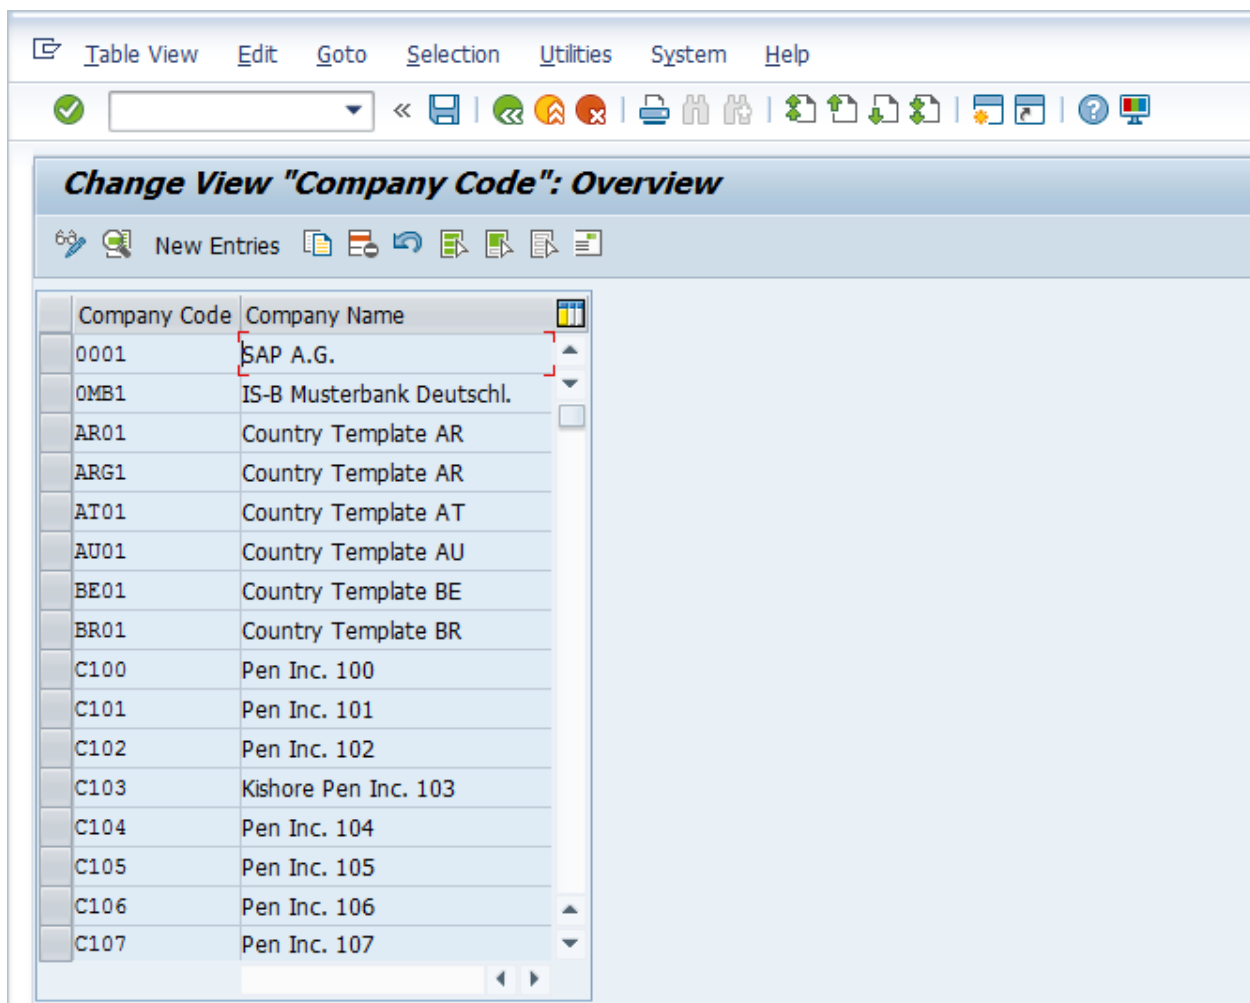 Table View Edit Goto Selection Utilities System Help
Change View "Company Code": Overview
New Entries
Company Code Company Name
0001 SAP A.G.
0MB1 IS-B Musterbank Deutschl.
AR01 Country Template AR
ARG1 Country Template AR
AT01 Country Template AT
AU01 Country Template AU
BE01 Country Template BE
BR01 Country Template BR
C100 Pen Inc. 100
C101 Pen Inc. 101
C102 Pen Inc. 102
C103 Kishore Pen Inc. 103
C104 Pen Inc. 104
C105 Pen Inc. 105
C106 Pen Inc. 106
C107 Pen Inc. 107